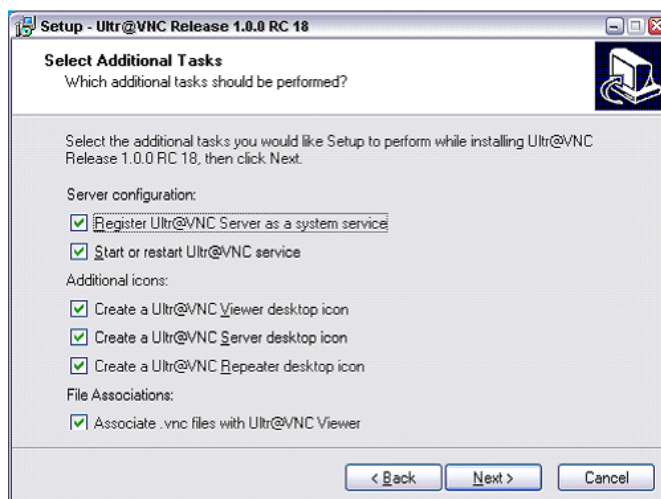 Setup - Ultr@VNC Release 1.0.0 RC 18
Select Additional Tasks
Which additional tasks should be performed?
Select the additional tasks you would like Setup to perform while installing Ultr@VNC
Release 1.0.0 RC 18, then click Next.
Server configuration:
Register Ultr@VNC Server as a system service
Start or restart Ultr@VNC service
Additional icons:
Create a Ultr@VNC Viewer desktop icon
Create a Ultr@VNC Server desktop icon
Create a Ultr@VNC Repeater desktop icon
File Associations:
Associate .vnc files with Ultr@VNC Viewer
< Back Next > Cancel